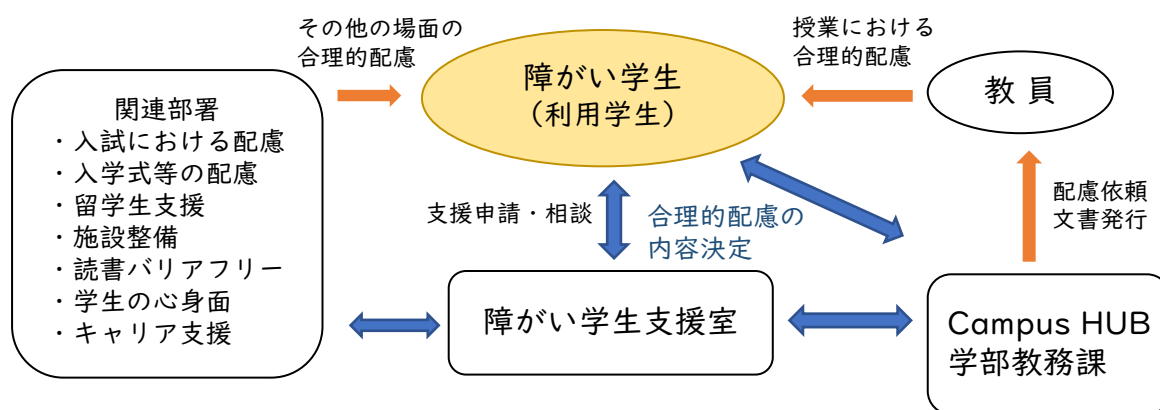 その他の場面の
合理的配慮
授業における
合理的配慮
障がい学生
（利用学生）
教 員
関連部署
・入試における配慮
・入学式等の配慮
・留学生支援
・施設整備
・読書バリアフリー
・学生の心身面
・キャリア支援
支援申請・相談
合理的配慮の
内容決定
配慮依頼
文書発行
障がい学生支援室
Campus HUB
学部教務課